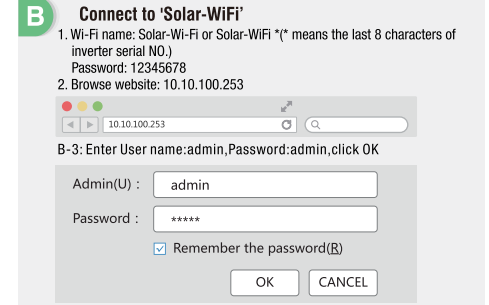 B Connect to 'Solar-WiFi'
1. Wi-Fi name: Solar-Wi-Fi or Solar-WiFi *(* means the last 8 characters of
inverter serial NO.)
Password: 12345678
2. Browse website: 10.10.100.253
10.10.100.253
B-3: Enter User name:admin,Password:admin,click OK
Admin(U) : admin
Password : *****
Remember the password(R)
OK CANCEL